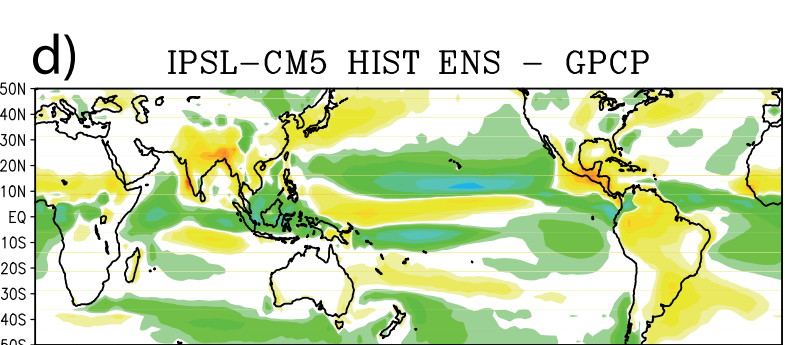 d)
IPSL-CM5 HIST ENS - GPCP
50N
40N
30N
20N
10N
EQ
10S
20S
30S
40S
50S